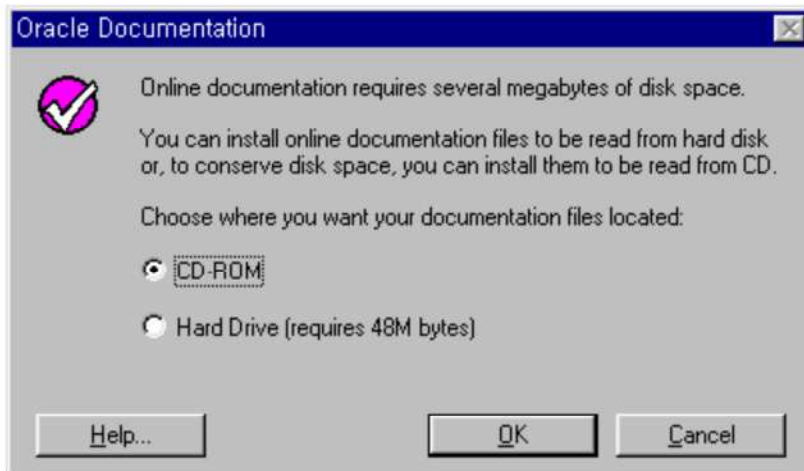 Oracle Documentation
Online documentation requires several megabytes of disk space.
You can install online documentation files to be read from hard disk
or, to conserve disk space, you can install them to be read from CD.
Choose where you want your documentation files located:
CD-ROM
Hard Drive (requires 48M bytes)
Help... OK Cancel